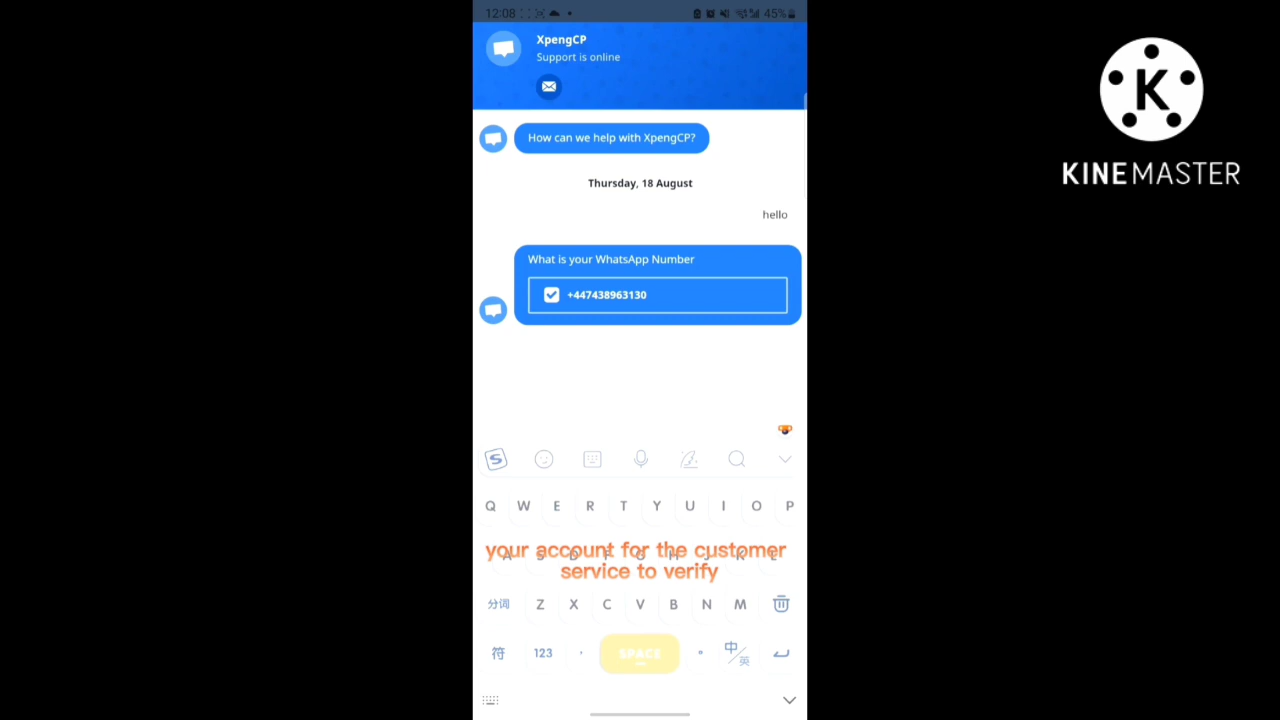 12:08
45%
XpengCP
Support is online
How can we help with XpengCP?
Thursday, 18 August
hello
What is your WhatsApp Number
+447438963130
Q W E R T Y U I O P
A S D F G H J K L
your account for the customer
service to verify
分词 Z X C V B N M
符 123 , SPACE 中/英
K
KINEMASTER